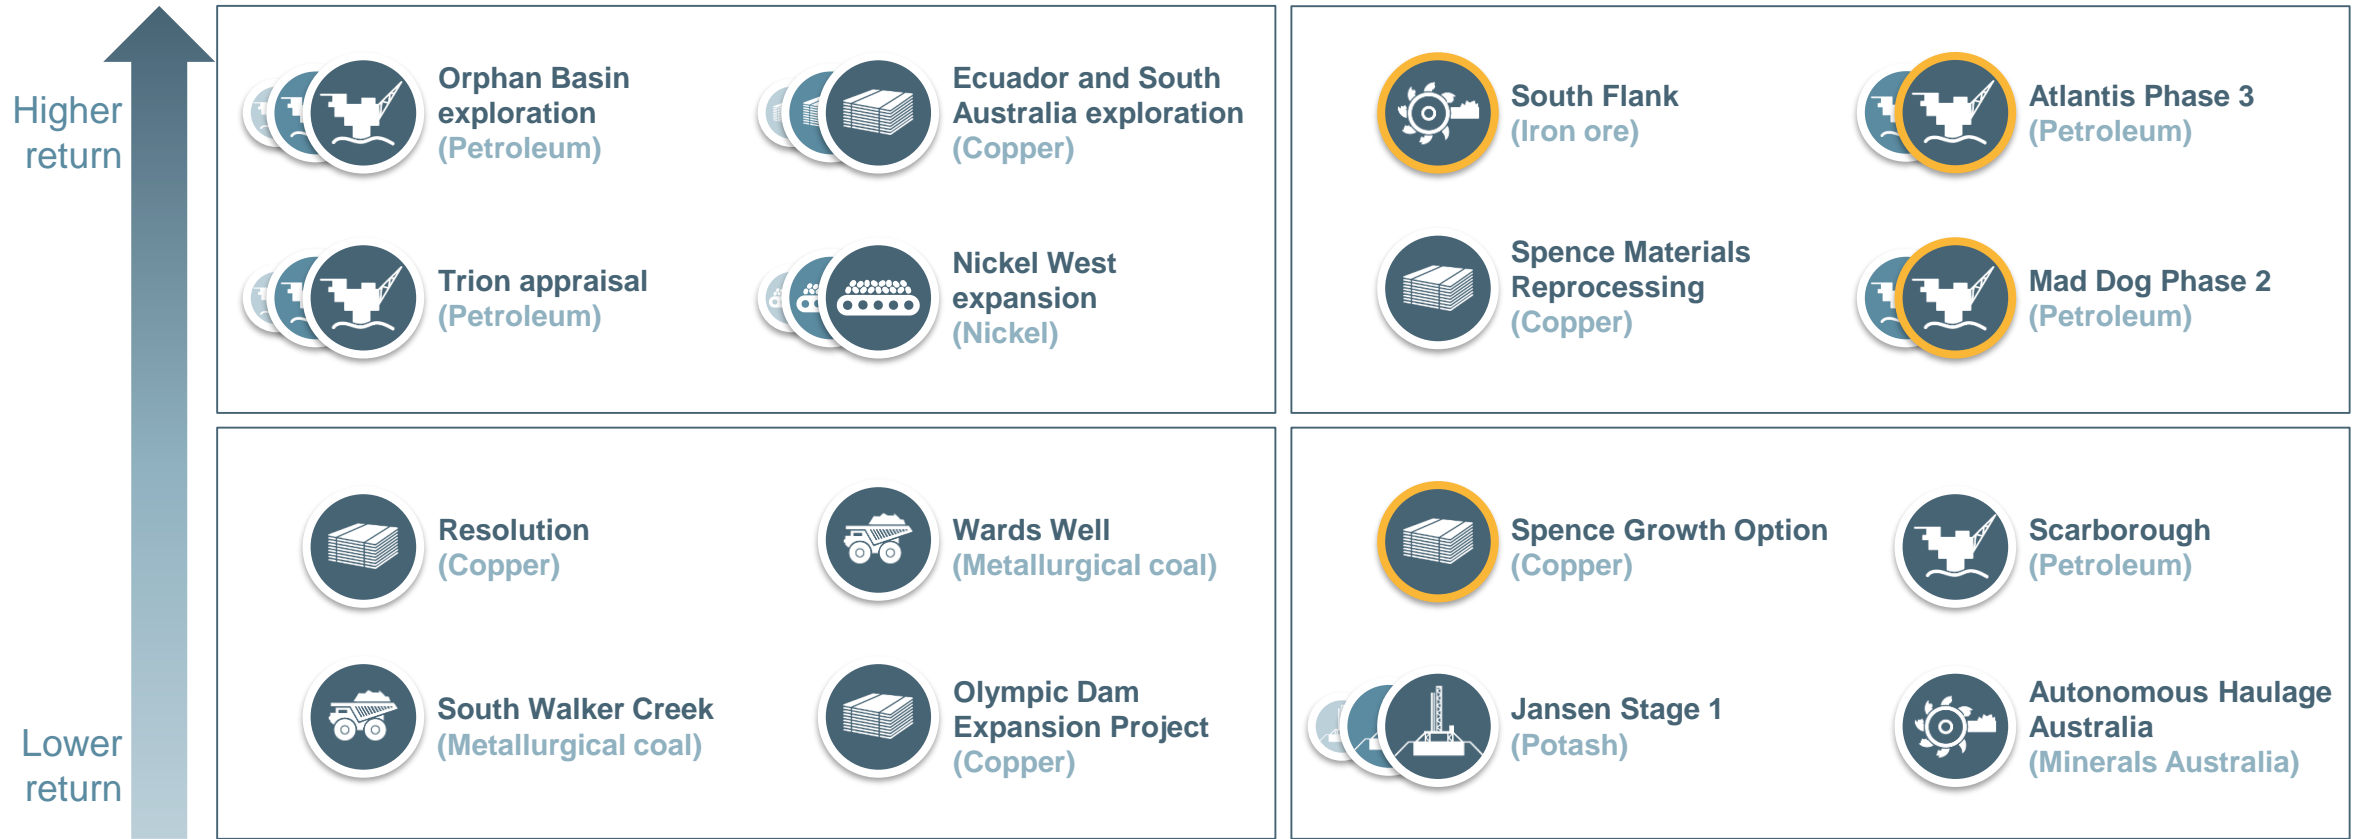 Higher
return
Orphan Basin
exploration
(Petroleum)
Ecuador and South
Australia exploration
(Copper)
Trion appraisal
(Petroleum)
Nickel West
expansion
(Nickel)
South Flank
(Iron ore)
Atlantis Phase 3
(Petroleum)
Spence Materials
Reprocessing
(Copper)
Mad Dog Phase 2
(Petroleum)
Resolution
(Copper)
Wards Well
(Metallurgical coal)
South Walker Creek
(Metallurgical coal)
Olympic Dam
Expansion Project
(Copper)
Spence Growth Option
(Copper)
Scarborough
(Petroleum)
Jansen Stage 1
(Potash)
Autonomous Haulage
Australia
(Minerals Australia)
Lower
return